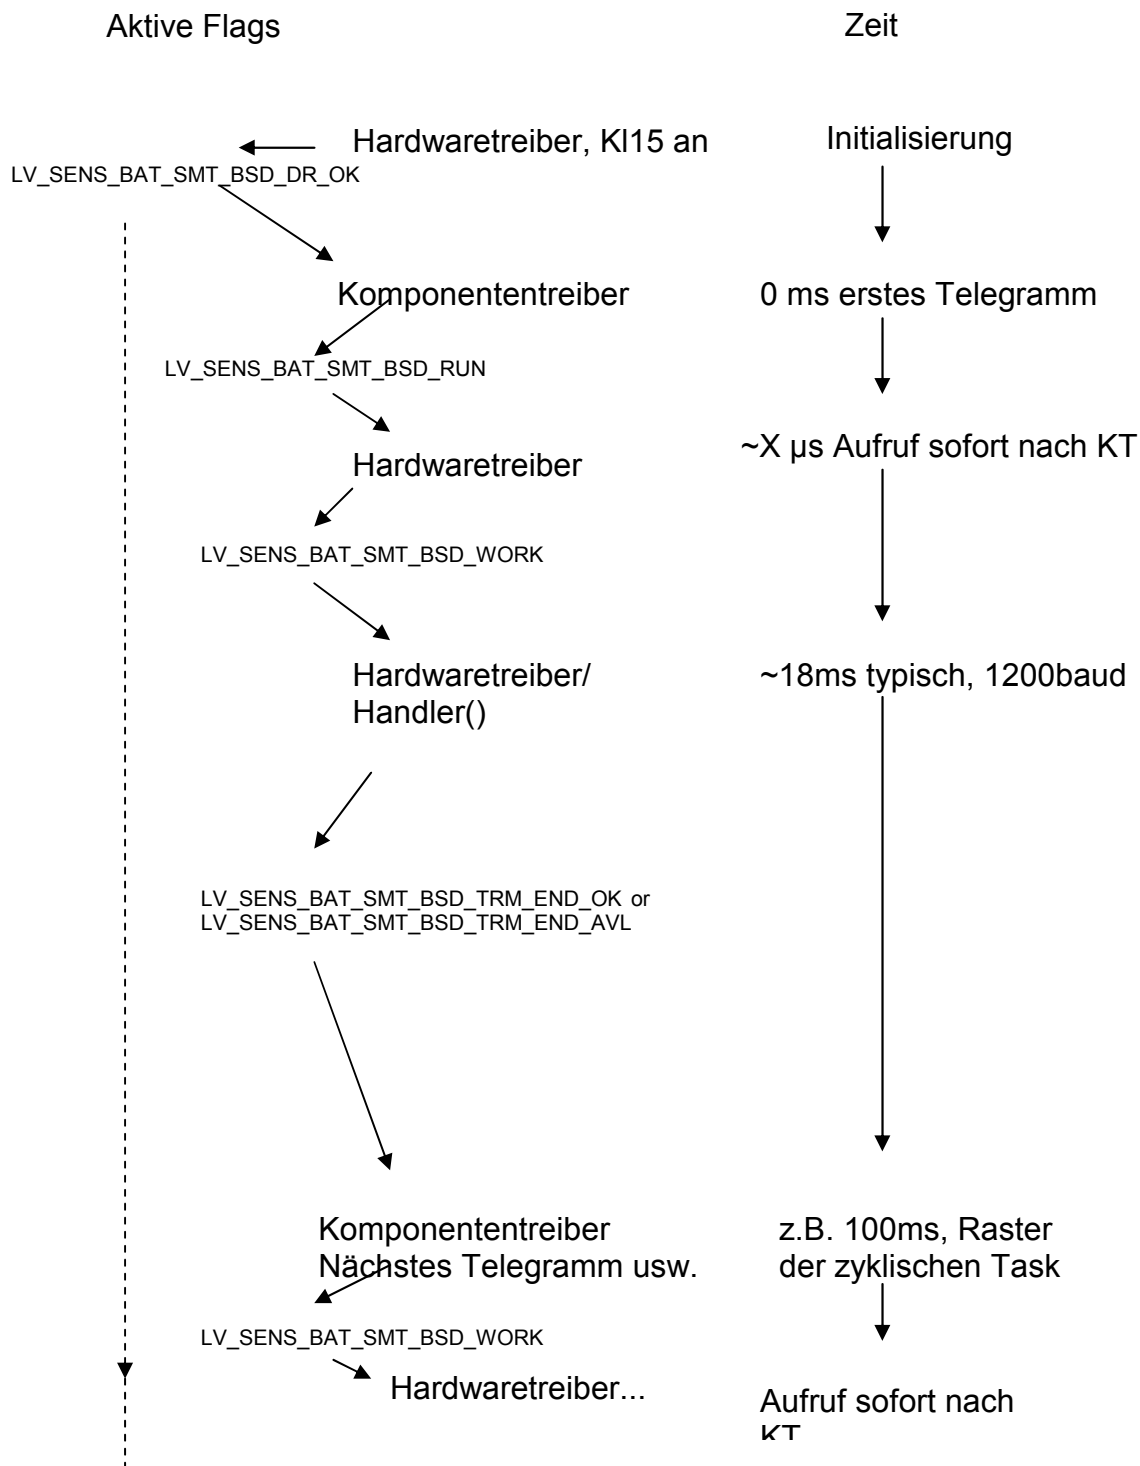 Aktive Flags
Zeit
Hardwaretreiber, Kl15 an
Initialisierung
LV_SENS_BAT_SMT_BSD_DR_OK
Komponententreiber
0 ms erstes Telegramm
LV_SENS_BAT_SMT_BSD_RUN
Hardwaretreiber
~X µs Aufruf sofort nach KT
LV_SENS_BAT_SMT_BSD_WORK
Hardwaretreiber/
Handler()
~18ms typisch, 1200baud
LV_SENS_BAT_SMT_BSD_TRM_END_OK or
LV_SENS_BAT_SMT_BSD_TRM_END_AVL
Komponententreiber
Nächstes Telegramm usw.
z.B. 100ms, Raster
der zyklischen Task
LV_SENS_BAT_SMT_BSD_WORK
Hardwaretreiber...
Aufruf sofort nach
KT